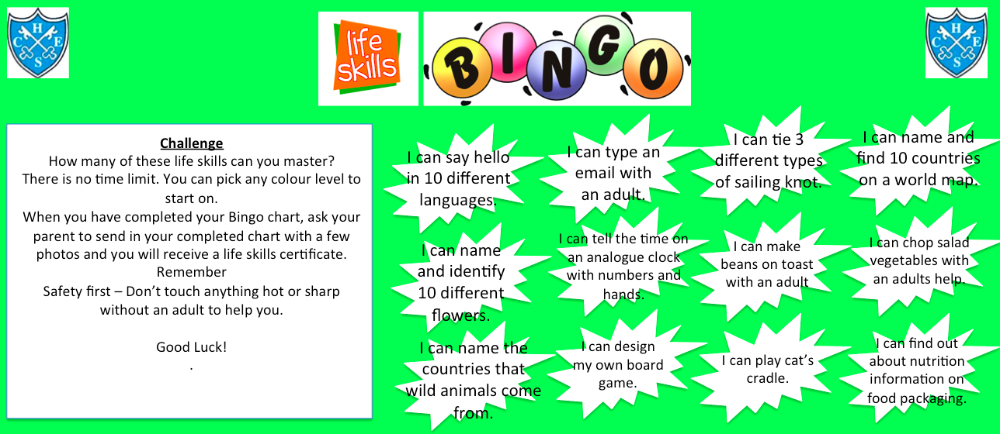 H
C E
S
life
skills
BINGO
H
C E
S
Challenge
How many of these life skills can you master?
There is no time limit. You can pick any colour level to
start on.
When you have completed your Bingo chart, ask your
parent to send in your completed chart with a few
photos and you will receive a life skills certificate.
Remember
Safety first – Don't touch anything hot or sharp
without an adult to help you.
Good Luck!
.
I can say hello
in 10 different
languages.
I can type an
email with
an adult.
I can tie 3
different types
of sailing knot.
I can name and
find 10 countries
on a world map.
I can name
and identify
10 different
flowers.
I can tell the time on
an analogue clock
with numbers and
hands.
I can make
beans on toast
with an adult
I can chop salad
vegetables with
an adults help.
I can name the
countries that
wild animals come
from.
I can design
my own board
game.
I can play cat's
cradle.
I can find out
about nutrition
information on
food packaging.